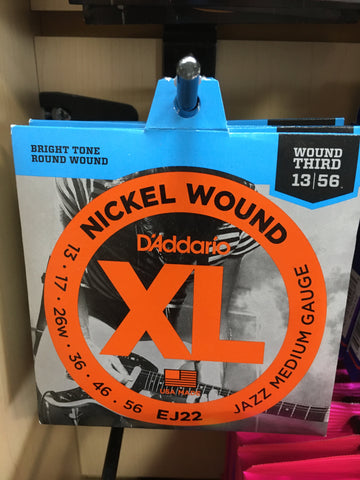 BRIGHT TONE
ROUND WOUND
WOUND
THIRD
13|56
NICKEL WOUND
D'Addario
XL
13 • 17 • 26W • 36 • 46 • 56
EJ22
JAZZ MEDIUM GAUGE